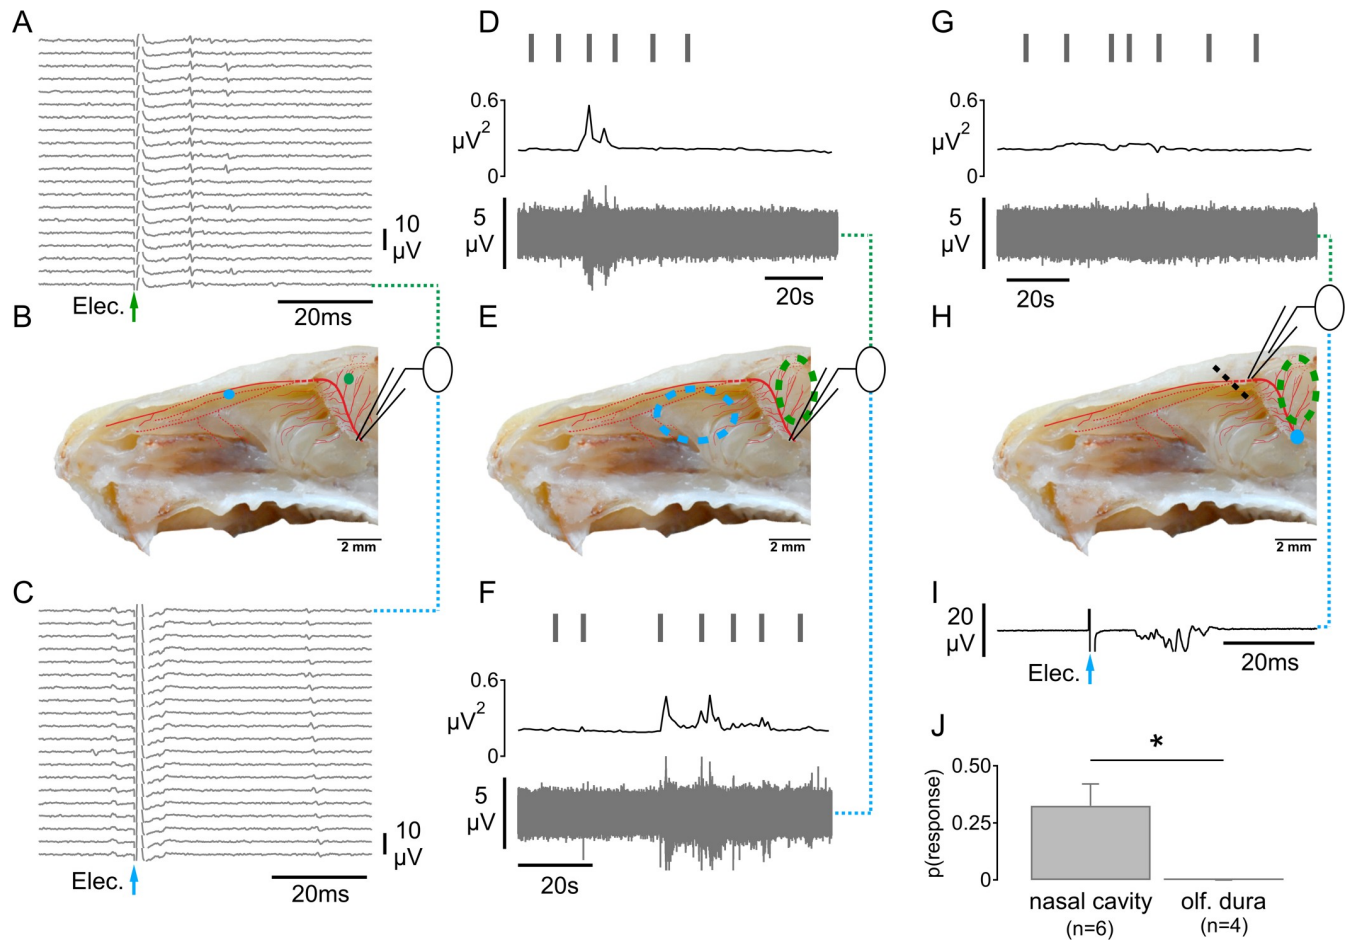 A
Elec.
10
µV
20ms
B
2 mm
C
Elec.
10
µV
20ms
D
0.6
µV²
0
5
µV
20s
E
2 mm
F
0.6
µV²
0
5
µV
20s
G
0.6
µV²
0
5
µV
20s
H
2 mm
I
20
µV
Elec.
20ms
J
*
p(response)
0.50
0.25
0
nasal cavity
(n=6)
olf. dura
(n=4)